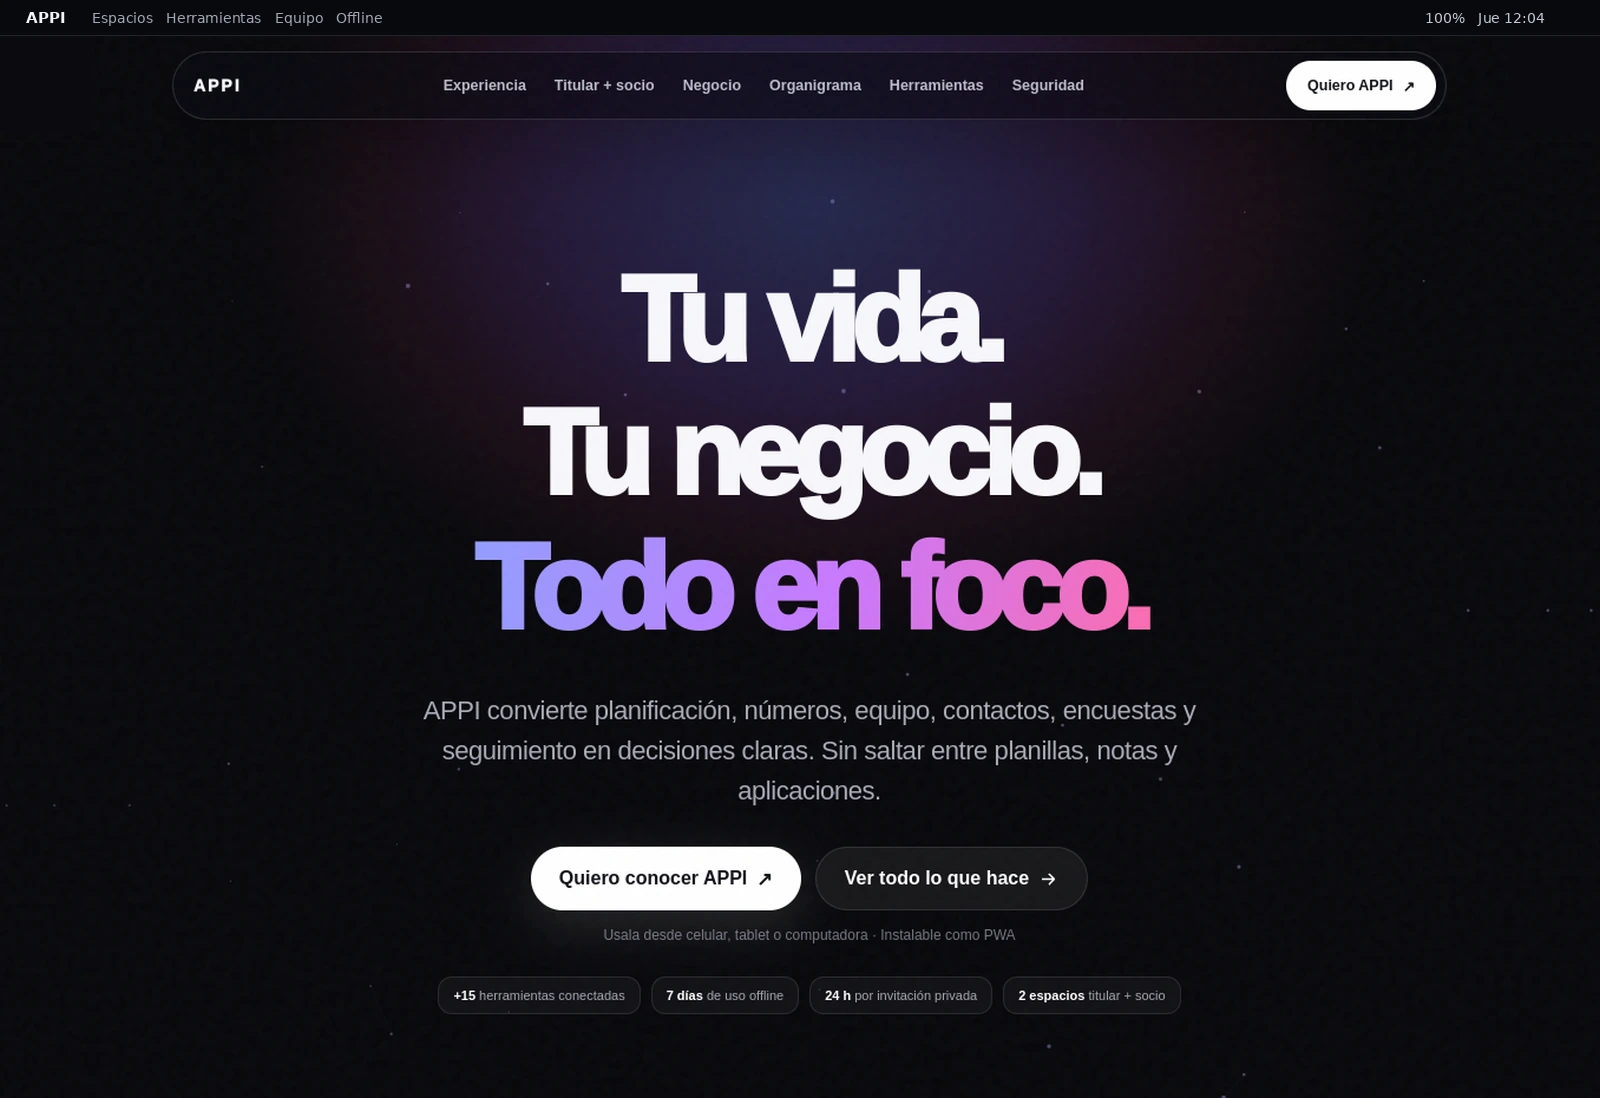 APPI Espacios Herramientas Equipo Offline 100% Jue 12:04
APPI Experiencia Titular + socio Negocio Organigrama Herramientas Seguridad Quiero APPI ↗
Tu vida.
Tu negocio.
Todo en foco.
APPI convierte planificación, números, equipo, contactos, encuestas y
seguimiento en decisiones claras. Sin saltar entre planillas, notas y
aplicaciones.
Quiero conocer APPI ↗ Ver todo lo que hace →
Usala desde celular, tablet o computadora · Instalable como PWA
+15 herramientas conectadas 7 días de uso offline 24 h por invitación privada 2 espacios titular + socio